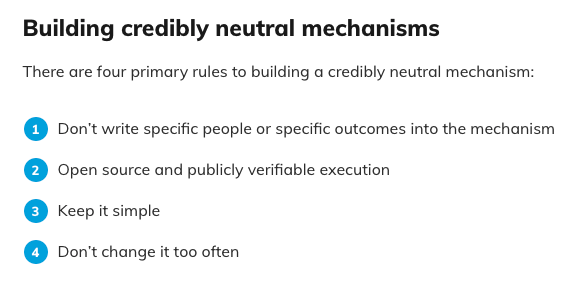 Building credibly neutral mechanisms
There are four primary rules to building a credibly neutral mechanism:
1 Don't write specific people or specific outcomes into the mechanism
2 Open source and publicly verifiable execution
3 Keep it simple
4 Don't change it too often